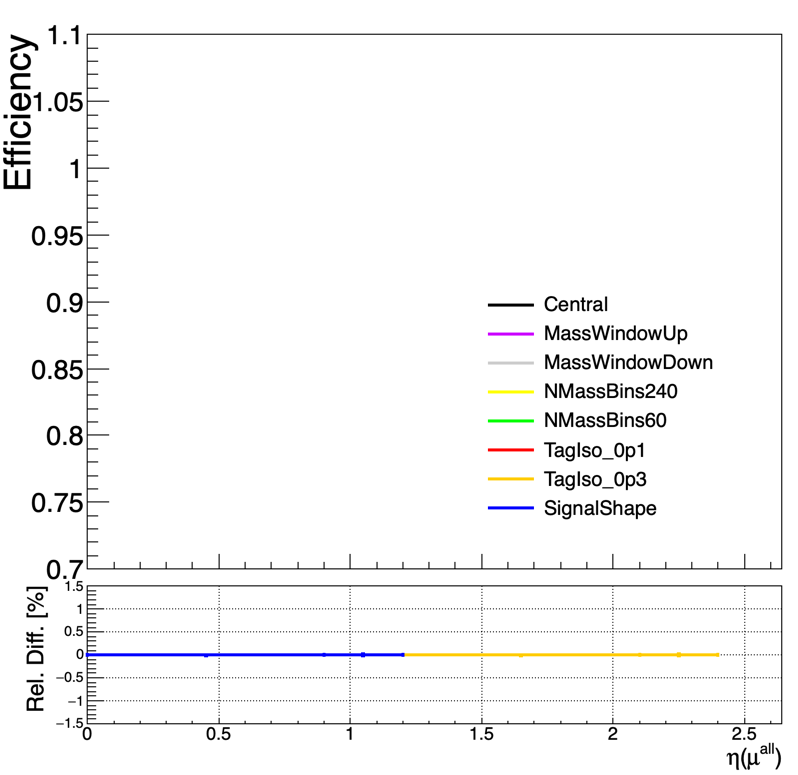 Efficiency
1.1
1.05
1
0.95
0.9
0.85
0.8
0.75
0.7
Central
MassWindowUp
MassWindowDown
NMassBins240
NMassBins60
TagIso_0p1
TagIso_0p3
SignalShape
Rel. Diff. [%]
1.5
1
0.5
0
−0.5
−1
−1.5
0 0.5 1 1.5 2 2.5
η(μ^all)